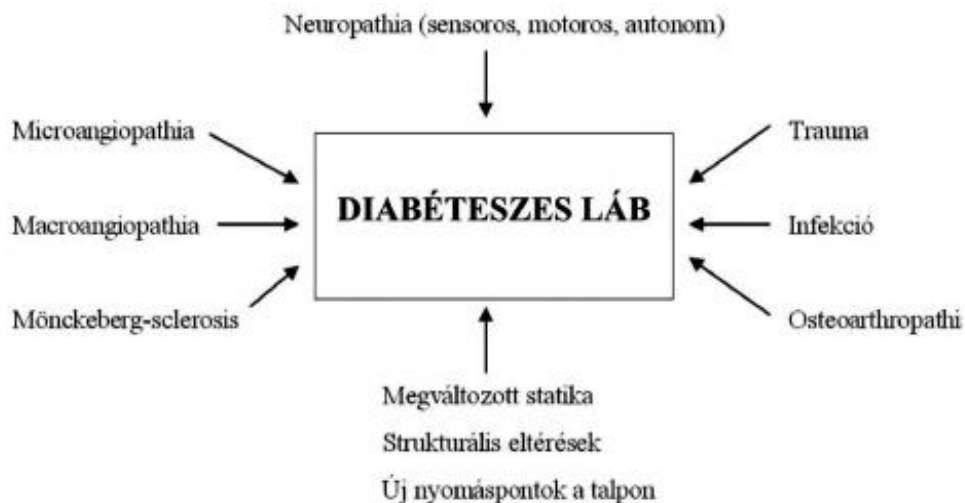 Neuropathia (sensoros, motoros, autonom)
Microangiopathia
Trauma
DIABÉTESZES LÁB
Macroangiopathia
Infekció
Mönckeberg-sclerosis
Osteoarthropathi
Megváltozott statika
Strukturális eltérések
Új nyomáspontok a talpon